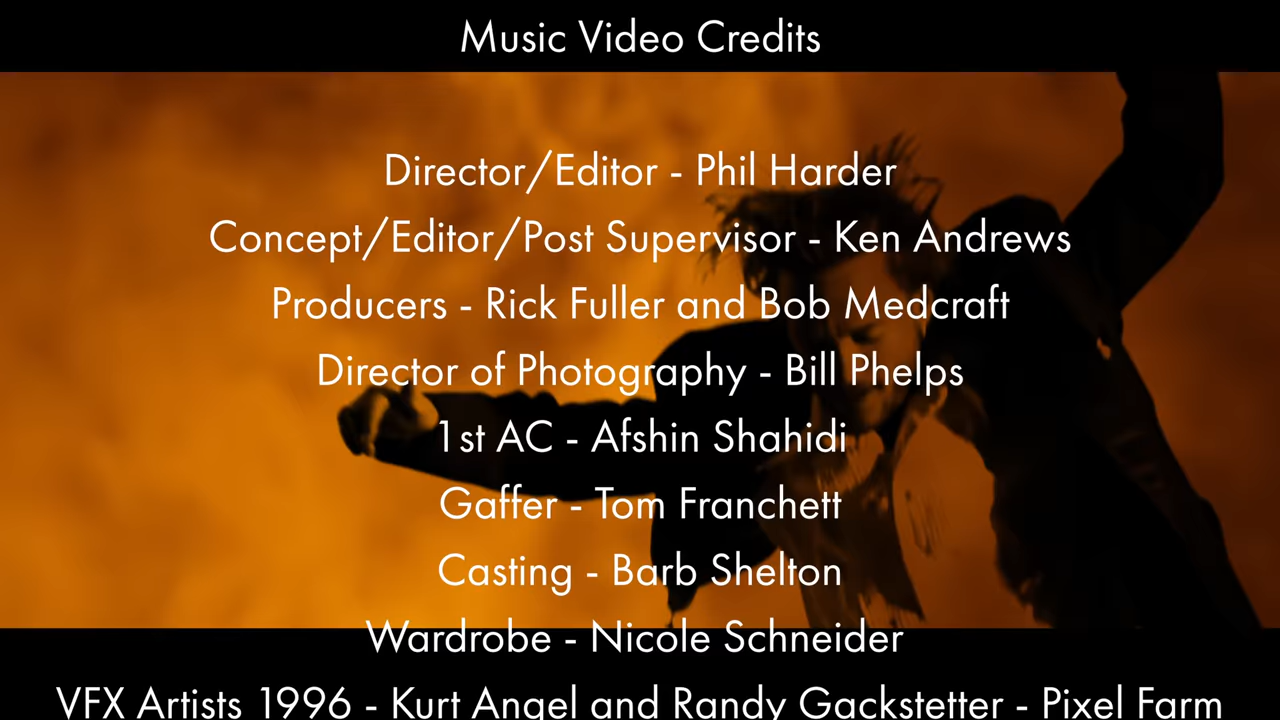 Music Video Credits
Director/Editor - Phil Harder
Concept/Editor/Post Supervisor - Ken Andrews
Producers - Rick Fuller and Bob Medcraft
Director of Photography - Bill Phelps
1st AC - Afshin Shahidi
Gaffer - Tom Franchett
Casting - Barb Shelton
Wardrobe - Nicole Schneider
VFX Artists 1996 - Kurt Angel and Randy Gackstetter - Pixel Farm